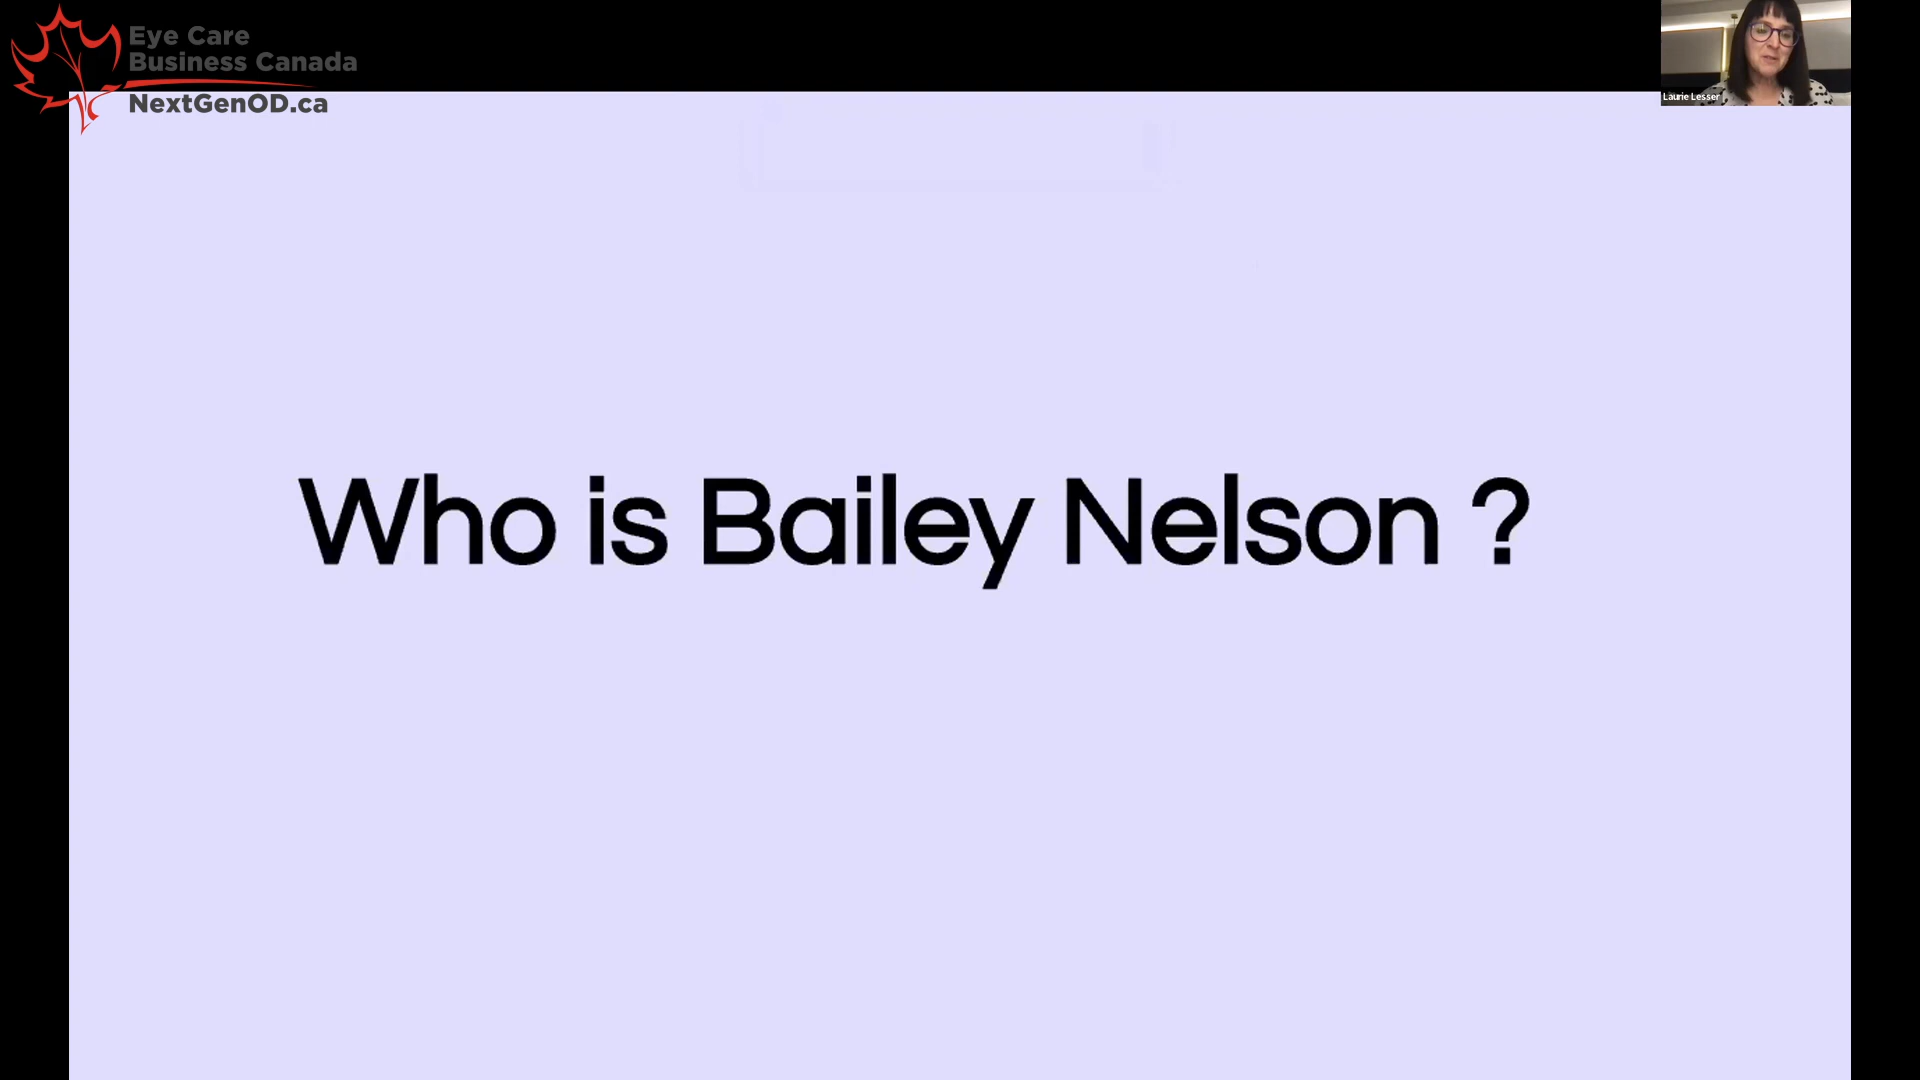 Eye Care
Business Canada
NextGenOD.ca
Laurie Lesser
Who is Bailey Nelson ?